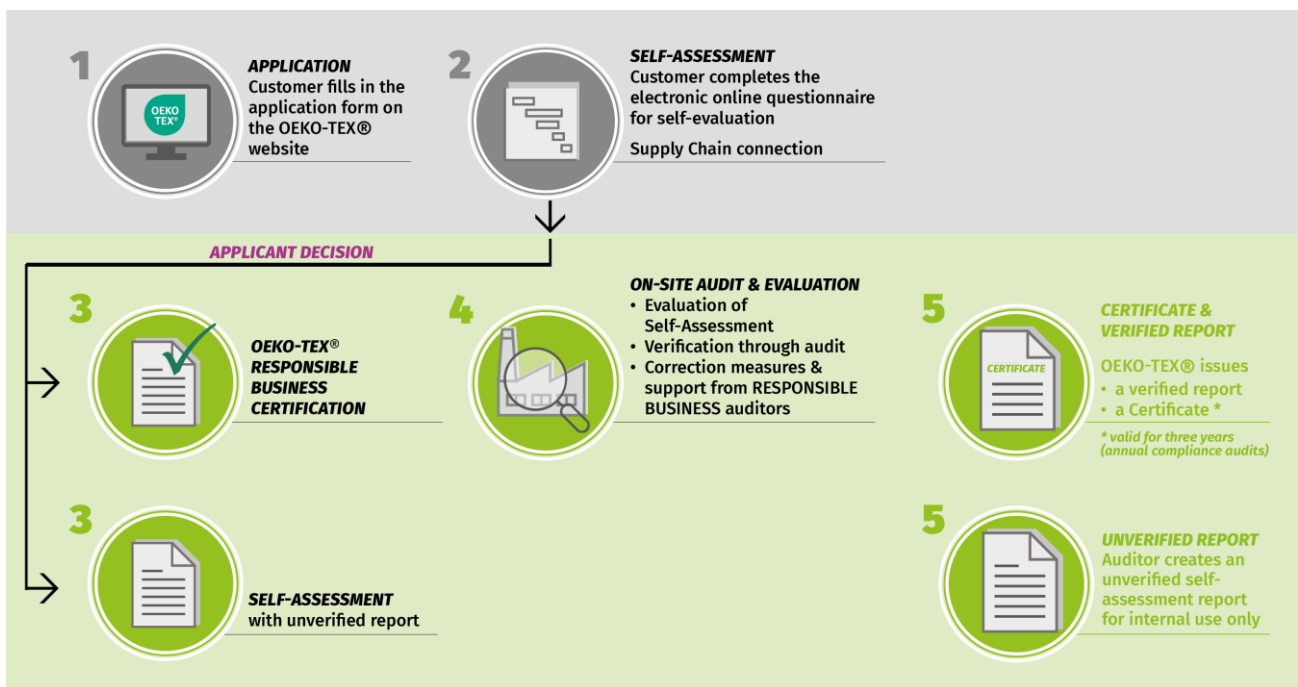 1
OEKO
TEX®
APPLICATION
Customer fills in the
application form on
the OEKO-TEX®
website
2
SELF-ASSESSMENT
Customer completes the
electronic online questionnaire
for self-evaluation
Supply Chain connection
APPLICANT DECISION
3
OEKO-TEX®
RESPONSIBLE
BUSINESS
CERTIFICATION
4
ON-SITE AUDIT & EVALUATION
• Evaluation of
Self-Assessment
• Verification through audit
• Correction measures &
support from RESPONSIBLE
BUSINESS auditors
5
CERTIFICATE
CERTIFICATE &
VERIFIED REPORT
OEKO-TEX® issues
• a verified report
• a Certificate *
* valid for three years
(annual compliance audits)
3
SELF-ASSESSMENT
with unverified report
5
UNVERIFIED REPORT
Auditor creates an
unverified self-
assessment report
for internal use only